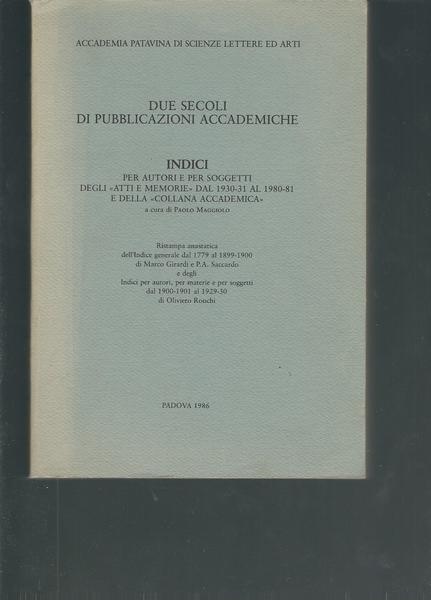 ACCADEMIA PATAVINA DI SCIENZE LETTERE ED ARTI
DUE SECOLI
DI PUBBLICAZIONI ACCADEMICHE
INDICI
PER AUTORI E PER SOGGETTI
DEGLI «ATTI E MEMORIE» DAL 1930-31 AL 1980-81
E DELLA «COLLANA ACCADEMICA»
a cura di PAOLO MAGGIOLO
Ristampa anastatica
dell'Indice generale dal 1779 al 1899-1900
di Marco Girardi e P.A. Saccardo
e degli
Indici per autori, per materie e per soggetti
dal 1900-1901 al 1929-30
di Oliviero Ronchi
PADOVA 1986